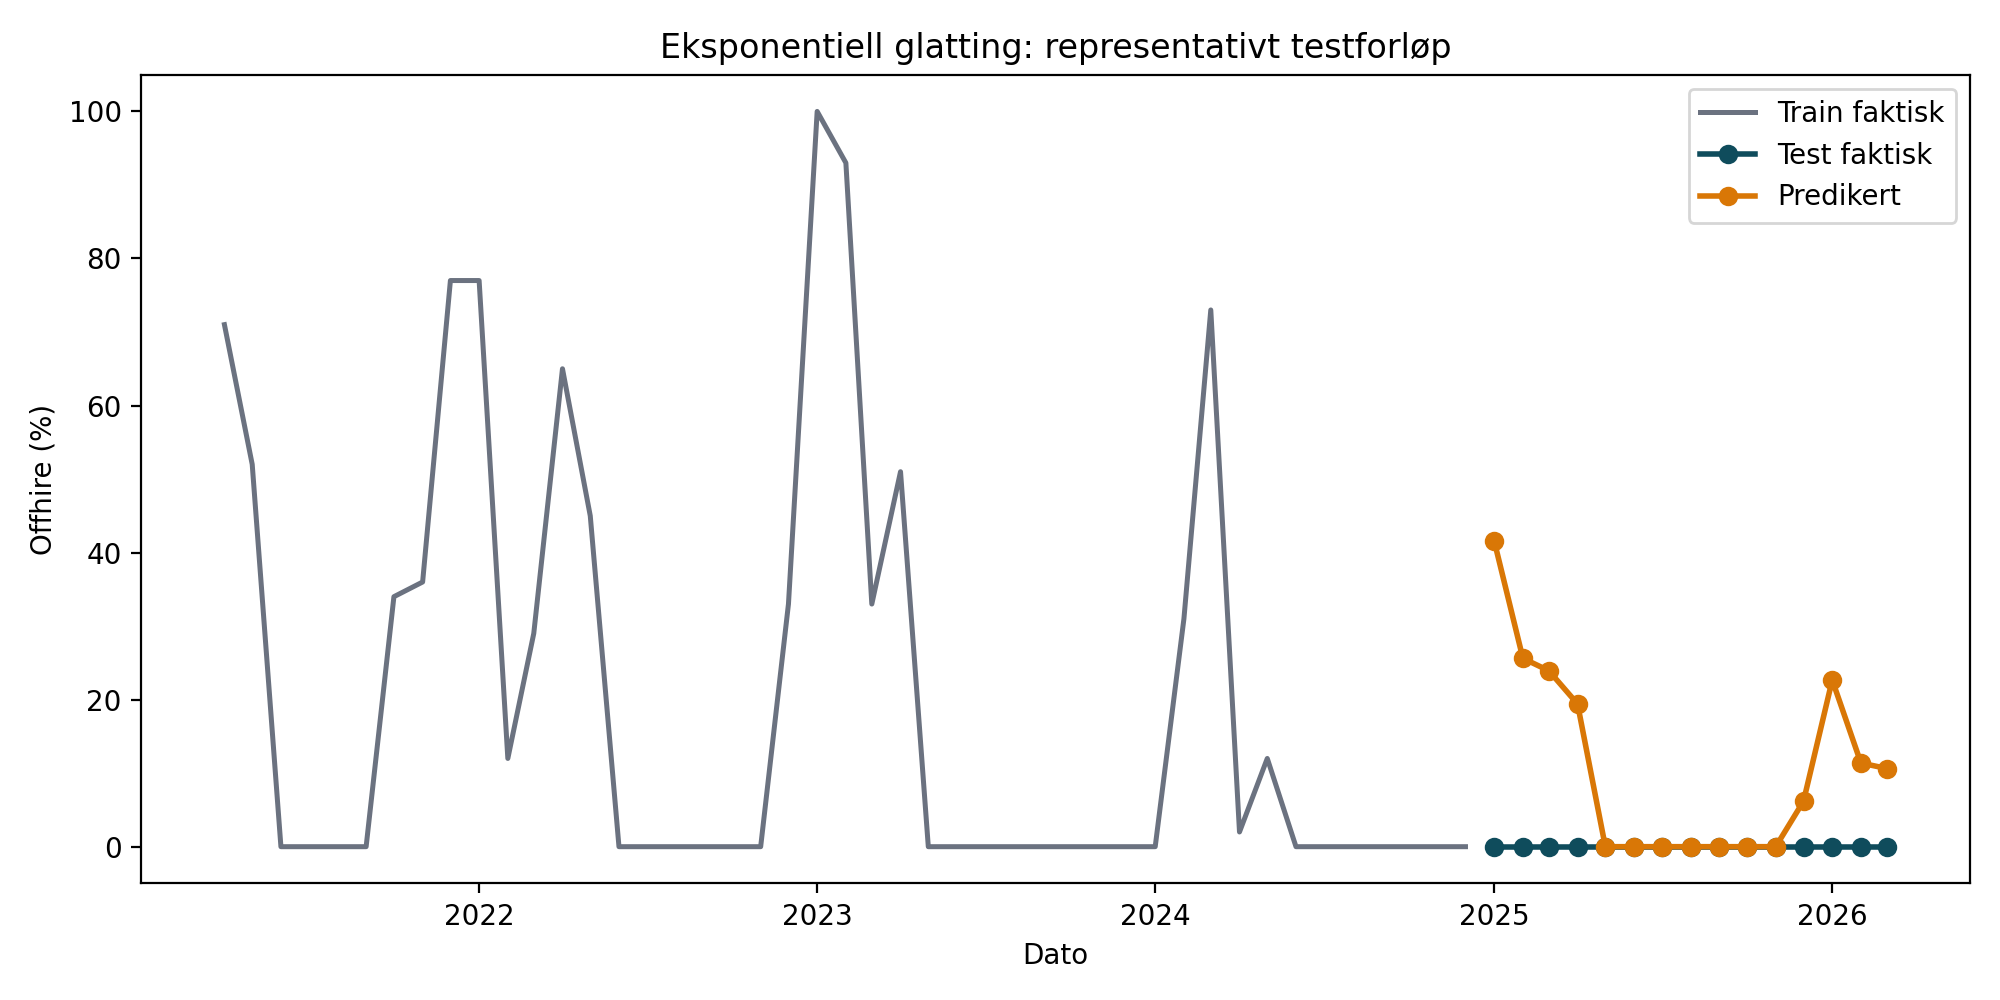 Eksponentiell glatting: representativt testforløp
Train faktisk
Test faktisk
Predikert
Offhire (%)
100
80
60
40
20
0
2022
2023
2024
2025
2026
Dato